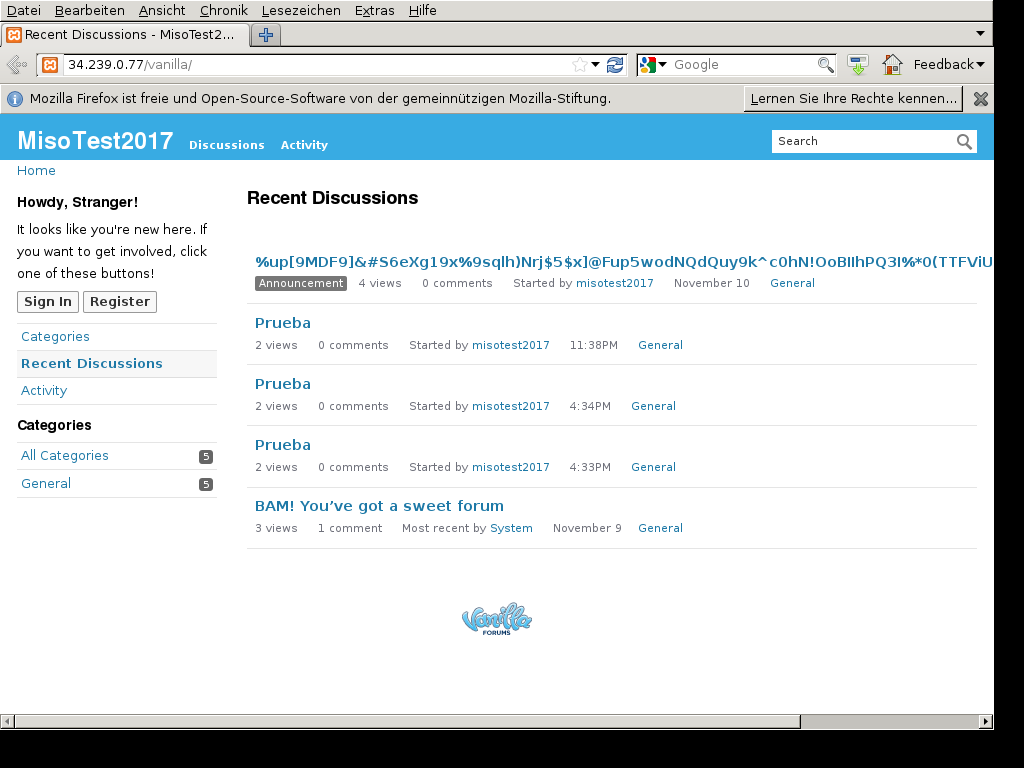 Datei Bearbeiten Ansicht Chronik Lesezeichen Extras Hilfe
Recent Discussions - MisoTest2...
34.239.0.77/vanilla/ Google Feedback
Mozilla Firefox ist freie und Open-Source-Software von der gemeinnützigen Mozilla-Stiftung. Lernen Sie Ihre Rechte kennen...
MisoTest2017 Discussions Activity Search
Home
Howdy, Stranger!
It looks like you're new here. If
you want to get involved, click
one of these buttons!
Sign In Register
Categories
Recent Discussions
Activity
Categories
All Categories 5
General 5
Recent Discussions
%up[9MDF9]&#S6eXg19x%9sqlh)Nrj$5$x]@Fup5wodNQdQuy9k^c0hN!OoBIIhPQ3I%*0(TTFViU
Announcement 4 views 0 comments Started by misotest2017 November 10 General
Prueba
2 views 0 comments Started by misotest2017 11:38PM General
Prueba
2 views 0 comments Started by misotest2017 4:34PM General
Prueba
2 views 0 comments Started by misotest2017 4:33PM General
BAM! You’ve got a sweet forum
3 views 1 comment Most recent by System November 9 General
Vanilla
FORUMS